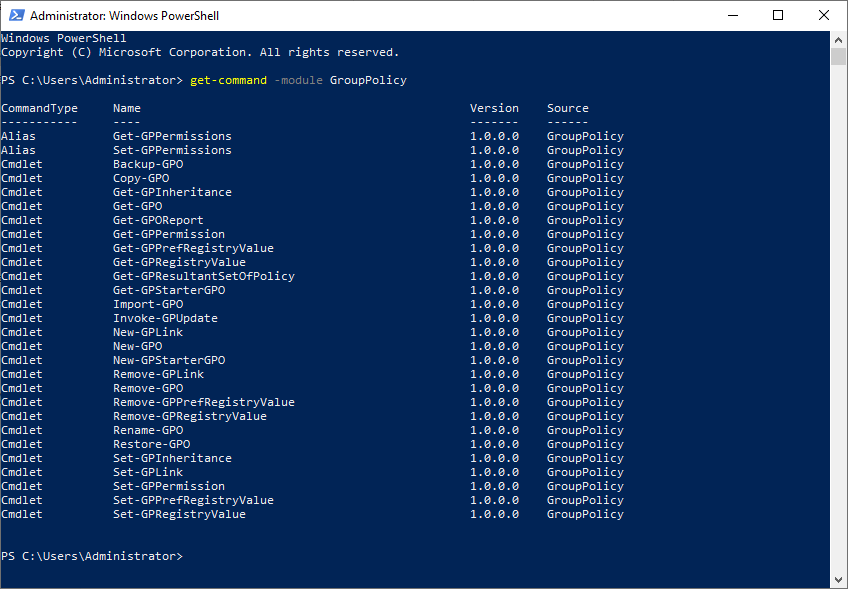 Administrator: Windows PowerShell
Windows PowerShell
Copyright (C) Microsoft Corporation. All rights reserved.
PS C:\Users\Administrator> get-command -module GroupPolicy
CommandType Name Version Source
----------- ---- ------- ------
Alias Get-GPPermissions 1.0.0.0 GroupPolicy
Alias Set-GPPermissions 1.0.0.0 GroupPolicy
Cmdlet Backup-GPO 1.0.0.0 GroupPolicy
Cmdlet Copy-GPO 1.0.0.0 GroupPolicy
Cmdlet Get-GPInheritance 1.0.0.0 GroupPolicy
Cmdlet Get-GPO 1.0.0.0 GroupPolicy
Cmdlet Get-GPOReport 1.0.0.0 GroupPolicy
Cmdlet Get-GPPermission 1.0.0.0 GroupPolicy
Cmdlet Get-GPPrefRegistryValue 1.0.0.0 GroupPolicy
Cmdlet Get-GPRegistryValue 1.0.0.0 GroupPolicy
Cmdlet Get-GPResultantSetOfPolicy 1.0.0.0 GroupPolicy
Cmdlet Get-GPStarterGPO 1.0.0.0 GroupPolicy
Cmdlet Import-GPO 1.0.0.0 GroupPolicy
Cmdlet Invoke-GPUpdate 1.0.0.0 GroupPolicy
Cmdlet New-GPLink 1.0.0.0 GroupPolicy
Cmdlet New-GPO 1.0.0.0 GroupPolicy
Cmdlet New-GPStarterGPO 1.0.0.0 GroupPolicy
Cmdlet Remove-GPLink 1.0.0.0 GroupPolicy
Cmdlet Remove-GPO 1.0.0.0 GroupPolicy
Cmdlet Remove-GPPrefRegistryValue 1.0.0.0 GroupPolicy
Cmdlet Remove-GPRegistryValue 1.0.0.0 GroupPolicy
Cmdlet Rename-GPO 1.0.0.0 GroupPolicy
Cmdlet Restore-GPO 1.0.0.0 GroupPolicy
Cmdlet Set-GPInheritance 1.0.0.0 GroupPolicy
Cmdlet Set-GPLink 1.0.0.0 GroupPolicy
Cmdlet Set-GPPermission 1.0.0.0 GroupPolicy
Cmdlet Set-GPPrefRegistryValue 1.0.0.0 GroupPolicy
Cmdlet Set-GPRegistryValue 1.0.0.0 GroupPolicy
PS C:\Users\Administrator>